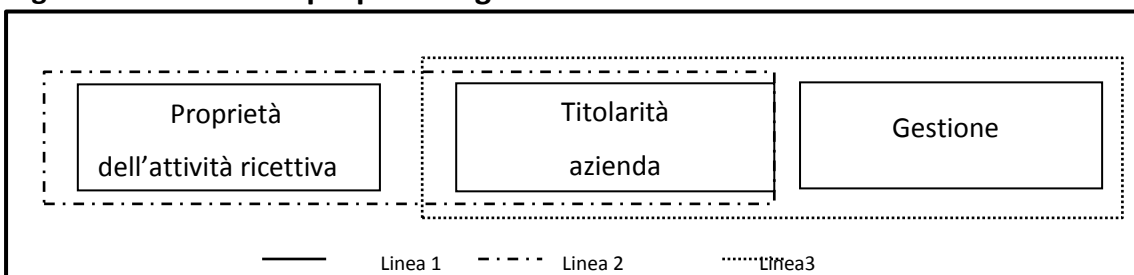 Proprietà
dell’attività ricettiva
Titolarità
azienda
Gestione
Linea 1
Linea 2
Linea3